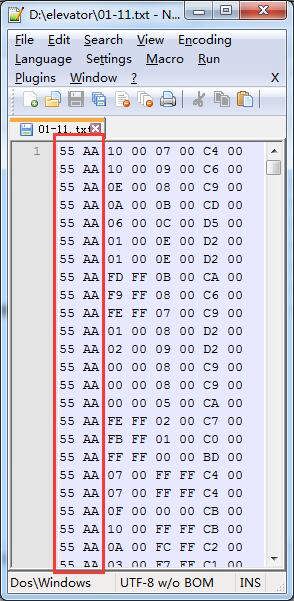 D:\elevator\01-11.txt - N...
File Edit Search View Encoding
Language Settings Macro Run
Plugins Window ? X
01-11.txt
1 55 AA 10 00 07 00 C4 00
55 AA 10 00 09 00 C6 00
55 AA 0E 00 08 00 C9 00
55 AA 0A 00 0B 00 CD 00
55 AA 06 00 0C 00 D5 00
55 AA 01 00 0E 00 D2 00
55 AA 01 00 0E 00 D2 00
55 AA FD FF 0B 00 CA 00
55 AA F9 FF 08 00 C6 00
55 AA FE FF 07 00 C9 00
55 AA 01 00 08 00 D2 00
55 AA 02 00 09 00 D2 00
55 AA 00 00 08 00 C9 00
55 AA 00 00 08 00 C9 00
55 AA 00 00 05 00 CA 00
55 AA FE FF 02 00 C7 00
55 AA FB FF 01 00 C0 00
55 AA FF FF 00 00 BD 00
55 AA 07 00 FF FF C4 00
55 AA 07 00 FF FF C4 00
55 AA 0F 00 00 00 CB 00
55 AA 10 00 FF FF CB 00
55 AA 0A 00 FC FF C2 00
55 AA 03 00 F7 FF C1 00
Dos\Windows UTF-8 w/o BOM INS